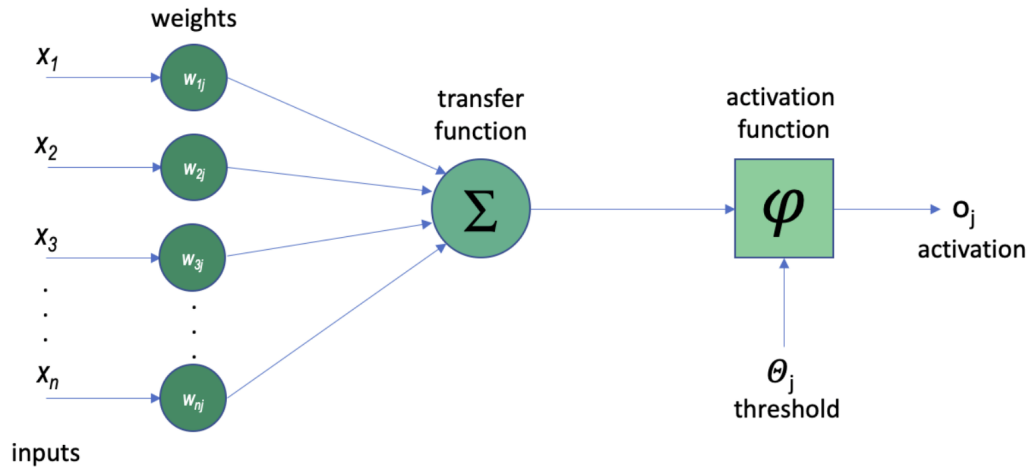 weights
x₁
w₁ⱼ
x₂
w₂ⱼ
x₃
w₃ⱼ
xₙ
wₙⱼ
inputs
transfer
function
Σ
activation
function
φ
oⱼ
activation
Θⱼ
threshold